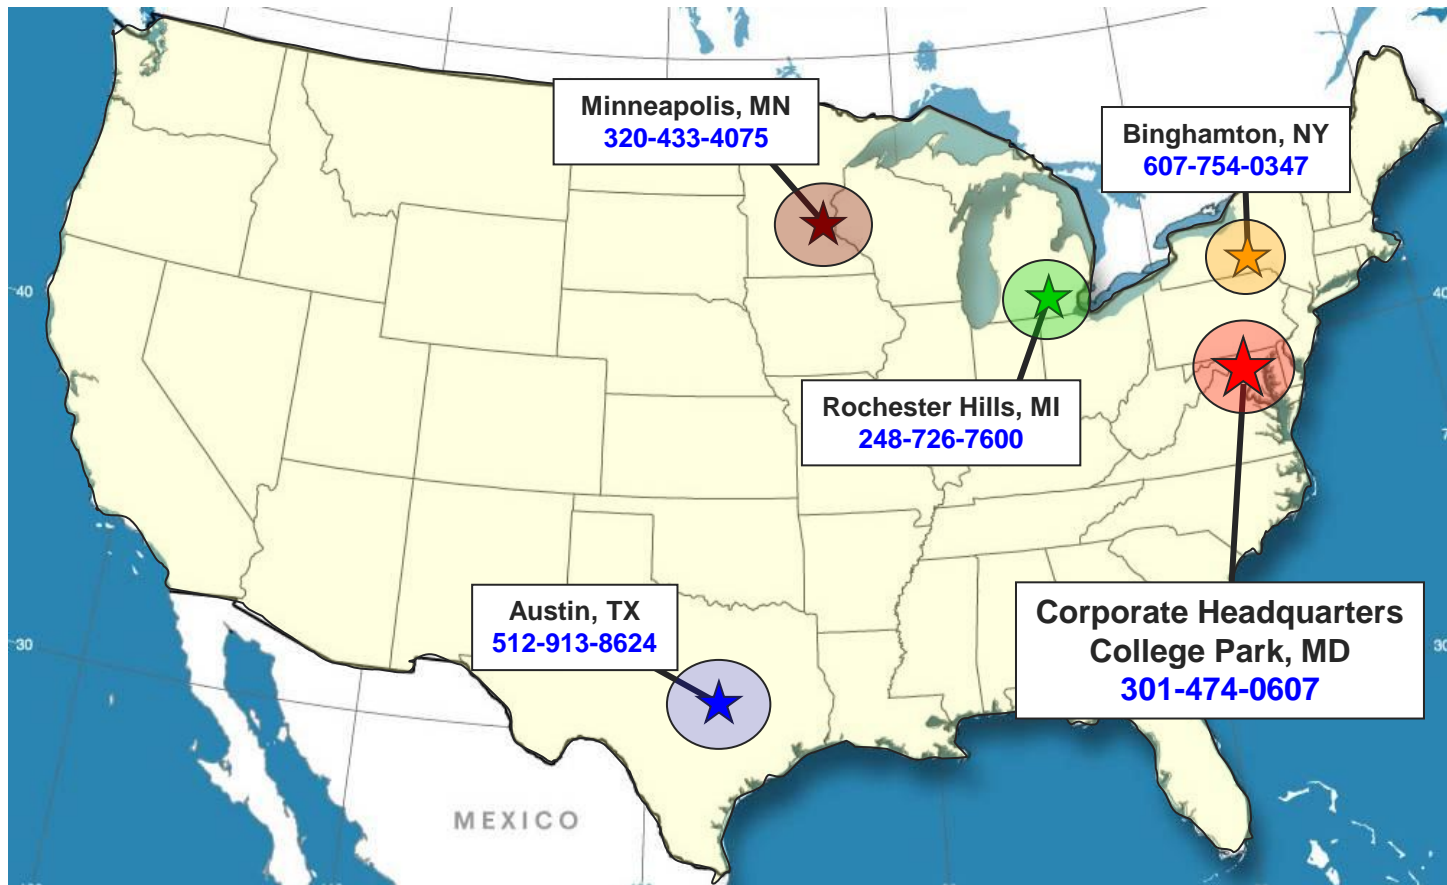 Minneapolis, MN
320-433-4075
Binghamton, NY
607-754-0347
40
40
Rochester Hills, MI
248-726-7600
Austin, TX
512-913-8624
Corporate Headquarters
College Park, MD
301-474-0607
30
30
MEXICO